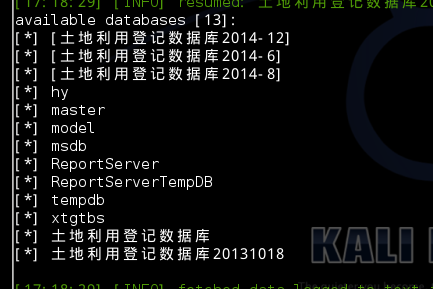 [17:18:29] [INFO] resumed: 土地利用登记数据库20
available databases [13]:
[*] [土地利用登记数据库2014-12]
[*] [土地利用登记数据库2014-6]
[*] [土地利用登记数据库2014-8]
[*] hy
[*] master
[*] model
[*] msdb
[*] ReportServer
[*] ReportServerTempDB
[*] tempdb
[*] xtgtbs
[*] 土地利用登记数据库
[*] 土地利用登记数据库20131018
KALI
[17:18:29] [INFO] fetched data logged to text